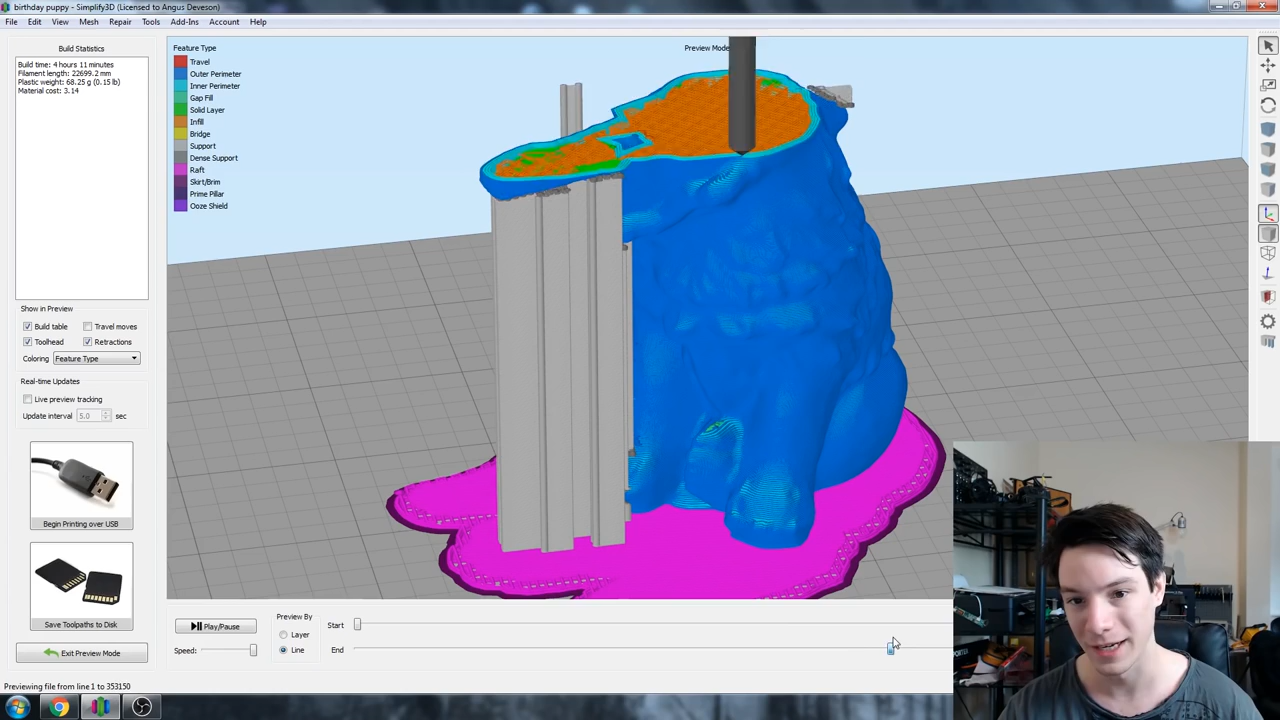 birthday puppy - Simplify3D (Licensed to Angus Deveson)
File Edit View Mesh Repair Tools Add-Ins Account Help
Build Statistics
Build time: 4 hours 11 minutes
Filament length: 22699.2 mm
Plastic weight: 68.25 g (0.15 lb)
Material cost: 3.14
Show in Preview
Build table
Travel moves
Toolhead
Retractions
Coloring Feature Type
Real-time Updates
Live preview tracking
Update interval 5.0 sec
Begin Printing over USB
Save Toolpaths to Disk
Exit Preview Mode
Feature Type
Travel
Outer Perimeter
Inner Perimeter
Gap Fill
Solid Layer
Infill
Bridge
Support
Dense Support
Raft
Skirt/Brim
Prime Pillar
Ooze Shield
Preview Mode
Play/Pause
Speed:
Preview By
Layer
Line
Start
End
Previewing file from line 1 to 353150